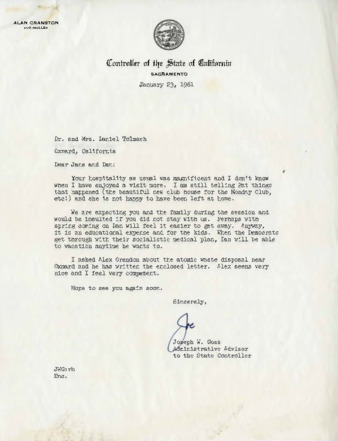 ALAN CRANSTON
CONTROLLER
Controller of the State of California
SACRAMENTO
January 23, 1961
Dr. and Mrs. Daniel Tolmach
Oxnard, California
Dear Jane and Dan:
Your hospitality as usual was magnificent and I don't know
when I have enjoyed a visit more. I am still telling Pat things
that happened (the beautiful new club house for the Monday Club,
etc!) and she is not happy to have been left at home.
We are expecting you and the family during the session and
would be insulted if you did not stay with us. Perhaps with
spring coming on Dan will feel it easier to get away. Anyway,
it is an educational expense and for the kids. When the Democrats
get through with their socialistic medical plan, Dan will be able
to vacation anytime he wants to.
I asked Alex Grendon about the atomic waste disposal near
Oxnard and he has written the enclosed letter. Alex seems very
nice and I feel very competent.
Hope to see you again soon.
Sincerely,
Joe
Joseph W. Goss
Administrative Advisor
to the State Controller
JWG:rb
Enc.